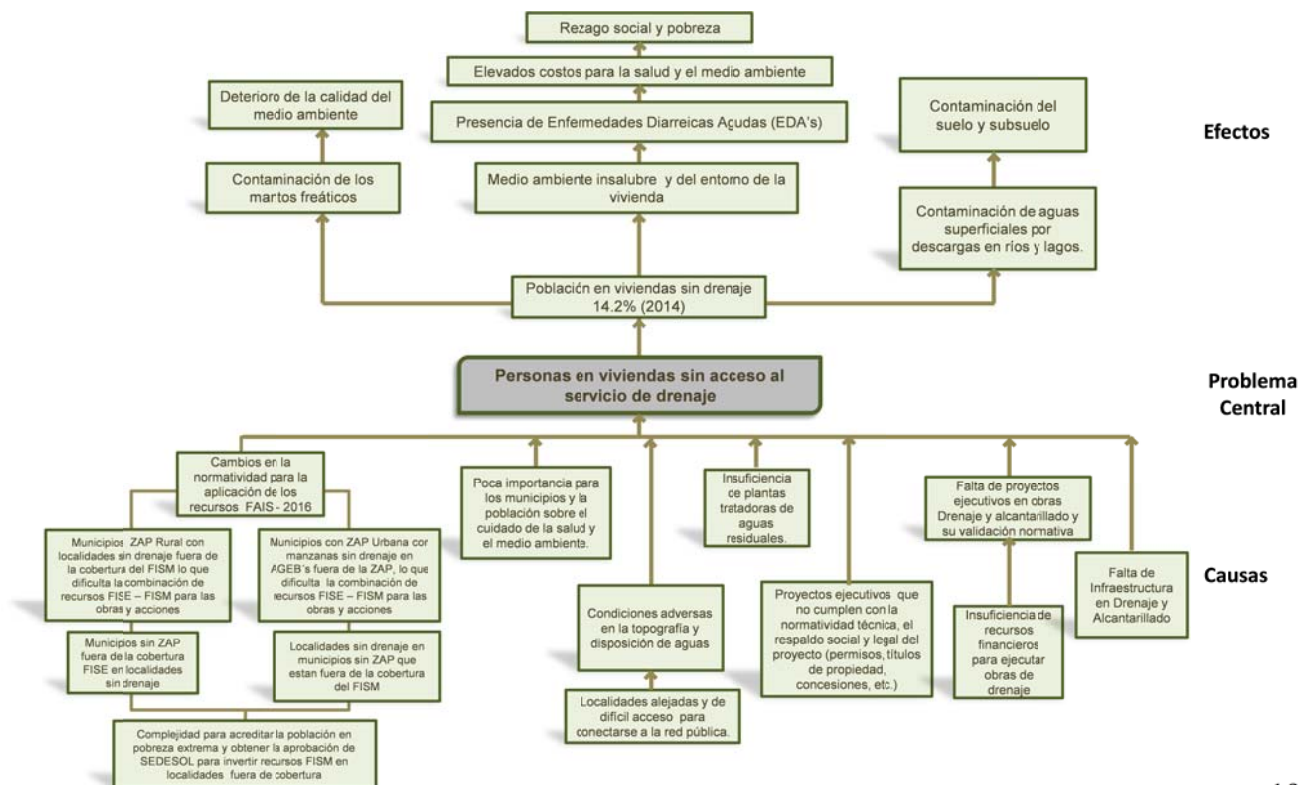 Rezago social y pobreza
Elevados costos para la salud y el medio ambiente
Deterioro de la calidad del
medio ambiente
Presencia de Enfermedades Diarreicas Agudas (EDA's)
Contaminación del
suelo y subsuelo
Efectos
Contaminación de los
martos freáticos
Medio ambiente insalubre y del entorno de la
vivienda
Contaminación de aguas
superficiales por
descargas en ríos y lagos.
Población en viviendas sin drenaje
14.2% (2014)
Personas en viviendas sin acceso al
servicio de drenaje
Problema
Central
Cambios en la
normatividad para la
aplicación de los
recursos FAIS - 2016
Poca importancia para
los municipios y la
población sobre el
cuidado de la salud y
el medio ambiente.
Insuficiencia
de plantas
tratadoras de
aguas
residuales.
Falta de proyectos
ejecutivos en obras
Drenaje y alcantarillado y
su validación normativa
Municipios ZAP Rural con
localidades sin drenaje fuera de
la cobertura del FISM lo que
dificulta la combinación de
recursos FISE – FISM para las
obras y acciones
Municipios con ZAP Urbana con
manzanas sin drenaje en
AGEB's fuera de la ZAP, lo que
dificulta la combinación de
recursos FISE – FISM para las
obras y acciones
Causas
Condiciones adversas
en la topografía y
disposición de aguas
Proyectos ejecutivos que
no cumplen con la
normatividad técnica, el
respaldo social y legal del
proyecto (permisos, títulos
de propiedad,
concesiones, etc.)
Insuficiencia de
recursos
financieros
para ejecutar
obras de
drenaje
Falta de
Infraestructura
en Drenaje y
Alcantarillado
Municipos sin ZAP
fuera de la cobertura
FISE en localidades
sin drenaje
Localidades sin drenaje en
municipios sin ZAP que
estan fuera de la cobertura
del FISM
Localidades alejadas y de
difícil acceso para
conectarse a la red pública.
Complejidad para acreditar la población en
pobreza extrema y obtener la aprobación de
SEDESOL para invertir recursos FISM en
localidades fuera de cobertura